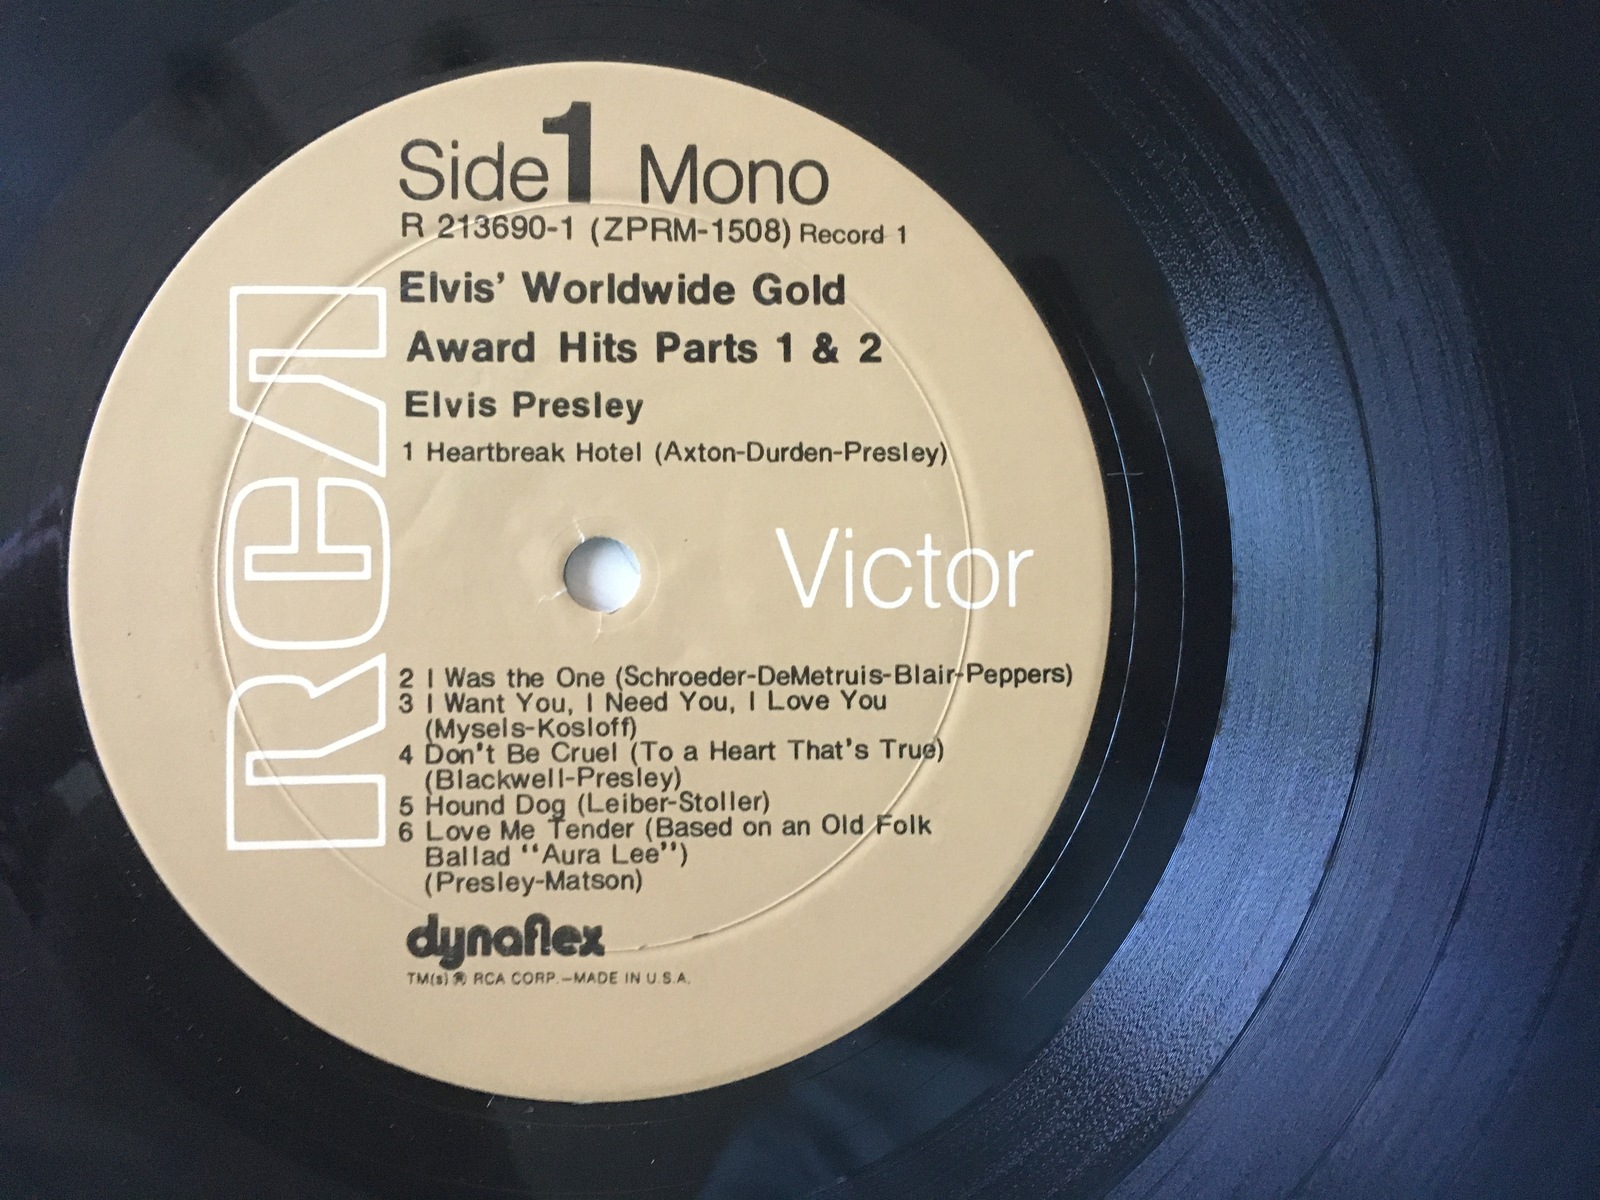 Side 1 Mono
R 213690-1 (ZPRM-1508) Record 1
Elvis' Worldwide Gold
Award Hits Parts 1 & 2
Elvis Presley
1 Heartbreak Hotel (Axton-Durden-Presley)
RCA
Victor
2 I Was the One (Schroeder-DeMetruis-Blair-Peppers)
3 I Want You, I Need You, I Love You
(Mysels-Kosloff)
4 Don't Be Cruel (To a Heart That's True)
(Blackwell-Presley)
5 Hound Dog (Leiber-Stoller)
6 Love Me Tender (Based on an Old Folk
Ballad “Aura Lee”)
(Presley-Matson)
dynaflex
TM(s) ® RCA CORP.–MADE IN U.S.A.